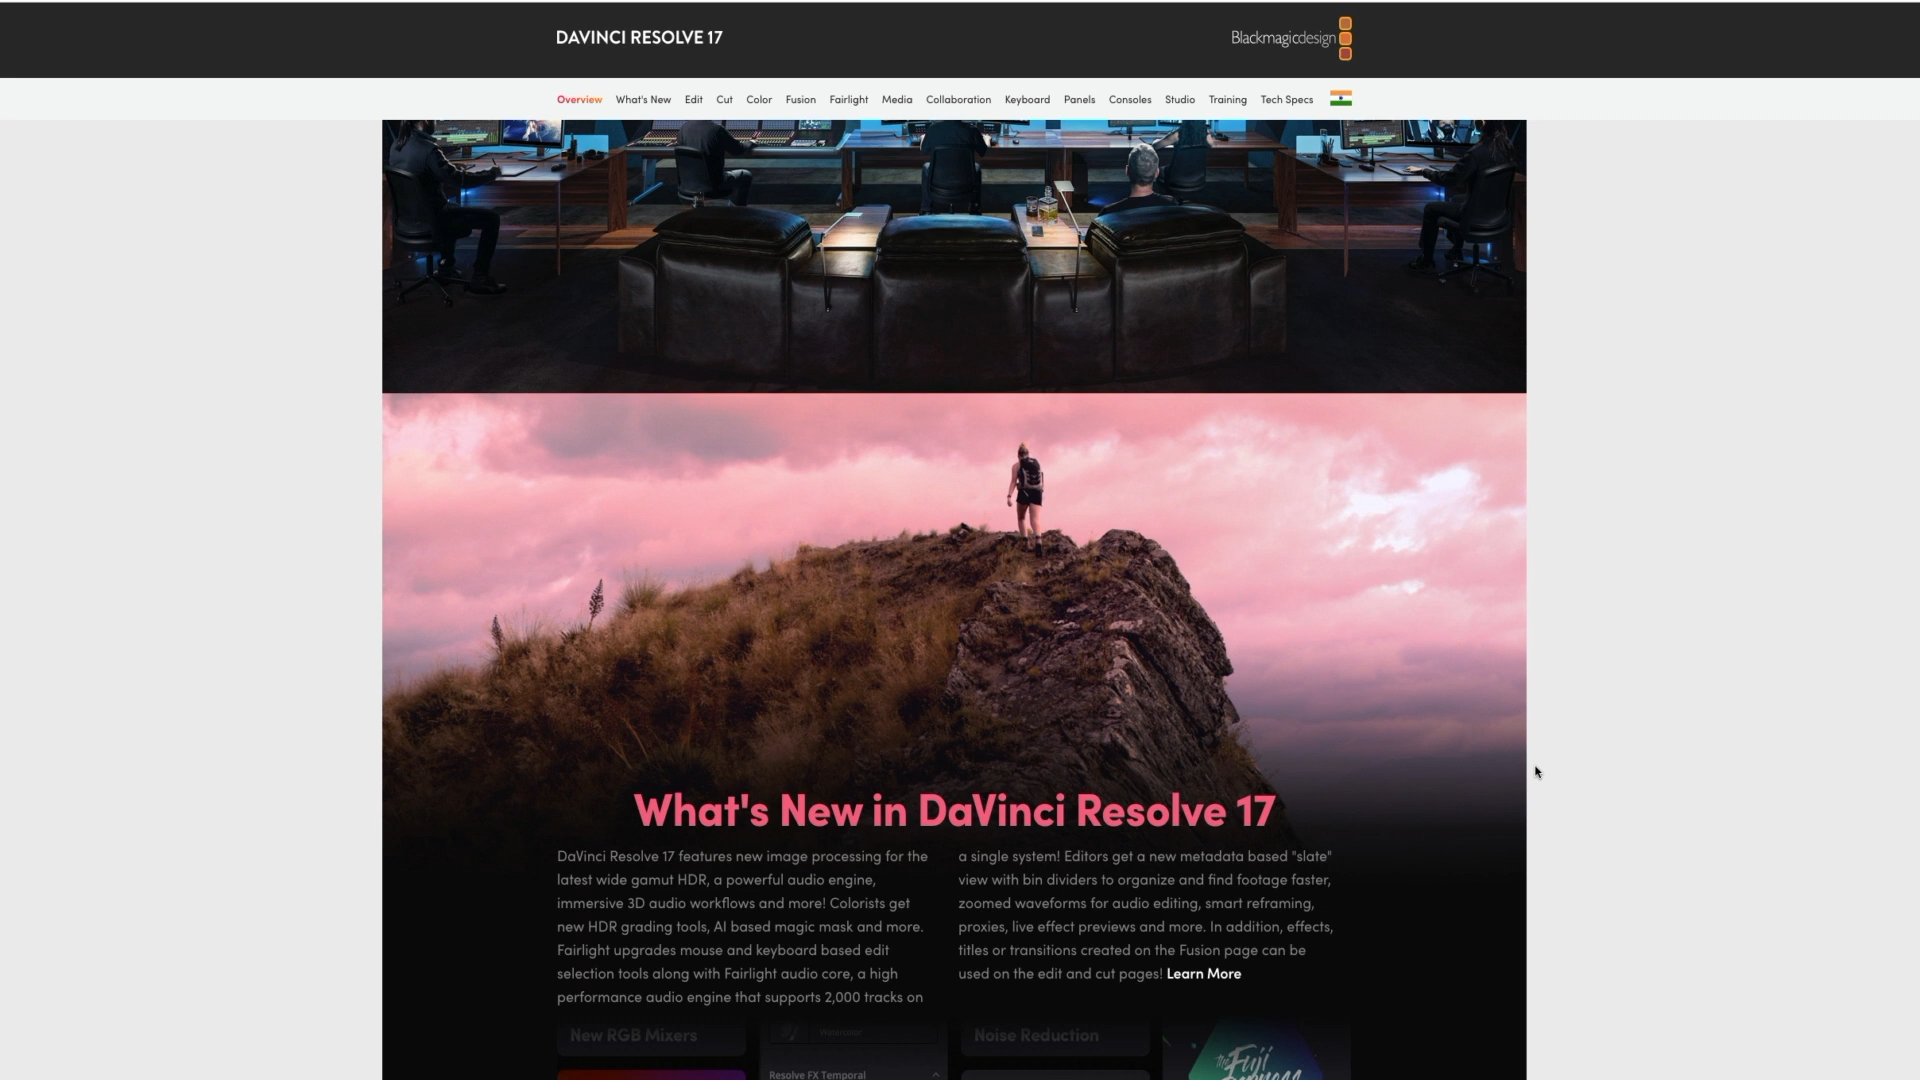 DAVINCI RESOLVE 17
Blackmagicdesign
Overview What's New Edit Cut Color Fusion Fairlight Media Collaboration Keyboard Panels Consoles Studio Training Tech Specs
What's New in DaVinci Resolve 17
DaVinci Resolve 17 features new image processing for the
latest wide gamut HDR, a powerful audio engine,
immersive 3D audio workflows and more! Colorists get
new HDR grading tools, AI based magic mask and more.
Fairlight upgrades mouse and keyboard based edit
selection tools along with Fairlight audio core, a high
performance audio engine that supports 2,000 tracks on
a single system! Editors get a new metadata based "slate"
view with bin dividers to organize and find footage faster,
zoomed waveforms for audio editing, smart reframing,
proxies, live effect previews and more. In addition, effects,
titles or transitions created on the Fusion page can be
used on the edit and cut pages! Learn More
New RGB Mixers
Noise Reduction
Resolve FX Temporal
the Fuji